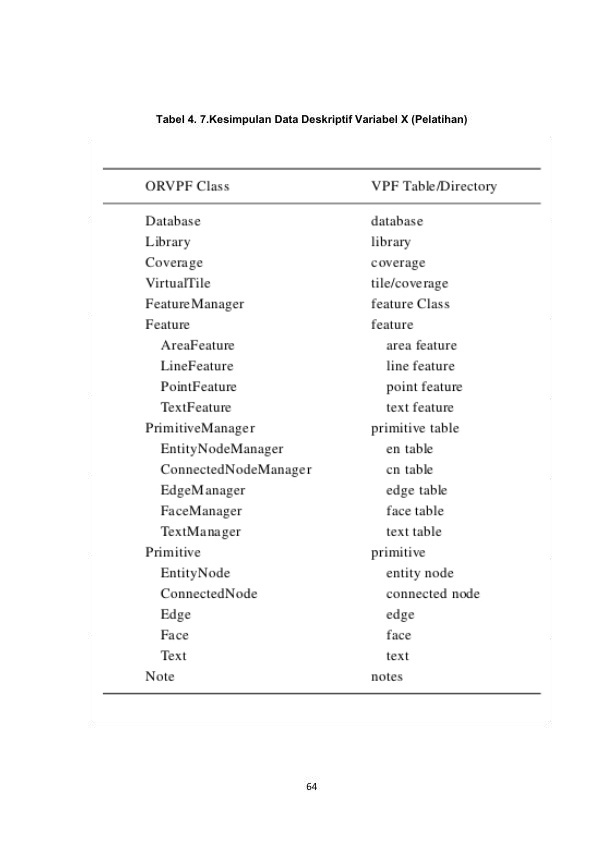 Tabel 4. 7.Kesimpulan Data Deskriptif Variabel X (Pelatihan)
ORVPF Class VPF Table/Directory
Database database
Library library
Coverage coverage
VirtualTile tile/coverage
FeatureManager feature Class
Feature feature
AreaFeature area feature
LineFeature line feature
PointFeature point feature
TextFeature text feature
PrimitiveManager primitive table
EntityNodeManager en table
ConnectedNodeManager cn table
EdgeManager edge table
FaceManager face table
TextManager text table
Primitive primitive
EntityNode entity node
ConnectedNode connected node
Edge edge
Face face
Text text
Note notes
64